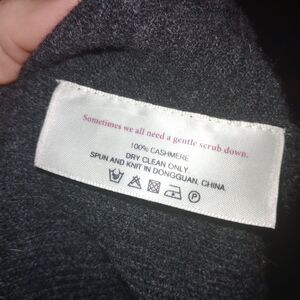 Sometimes we all need a gentle scrub down.
100% CASHMERE
DRY CLEAN ONLY
SPUN AND KNIT IN DONGGUAN, CHINA
P